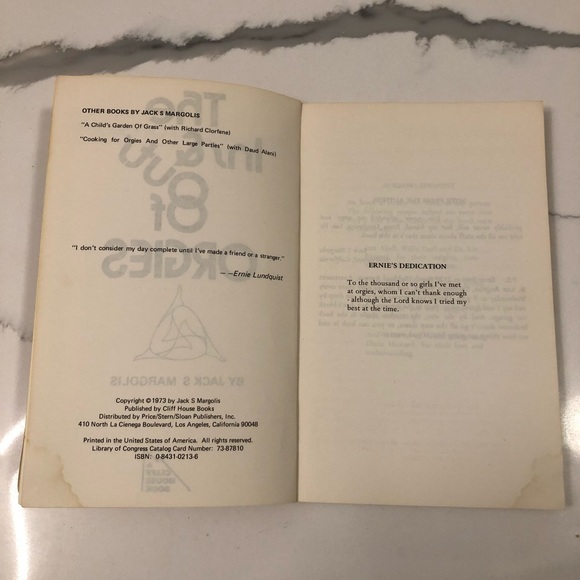 OTHER BOOKS BY JACK S MARGOLIS
"A Child's Garden Of Grass" (with Richard Clorfene)
"Cooking for Orgies And Other Large Parties" (with Daud Alani)
"I don't consider my day complete until I've made a friend or a stranger."
— —Ernie Lundquist
Copyright © 1973 by Jack S Margolis
Published by Cliff House Books
Distributed by Price/Stern/Sloan Publishers, Inc.
410 North La Cienega Boulevard, Los Angeles, California 90048
Printed in the United States of America. All rights reserved.
Library of Congress Catalog Card Number: 73-87810
ISBN: 0-8431-0213-6
ERNIE'S DEDICATION
To the thousand or so girls I've met
at orgies, whom I can't thank enough
- although the Lord knows I tried my
best at the time.